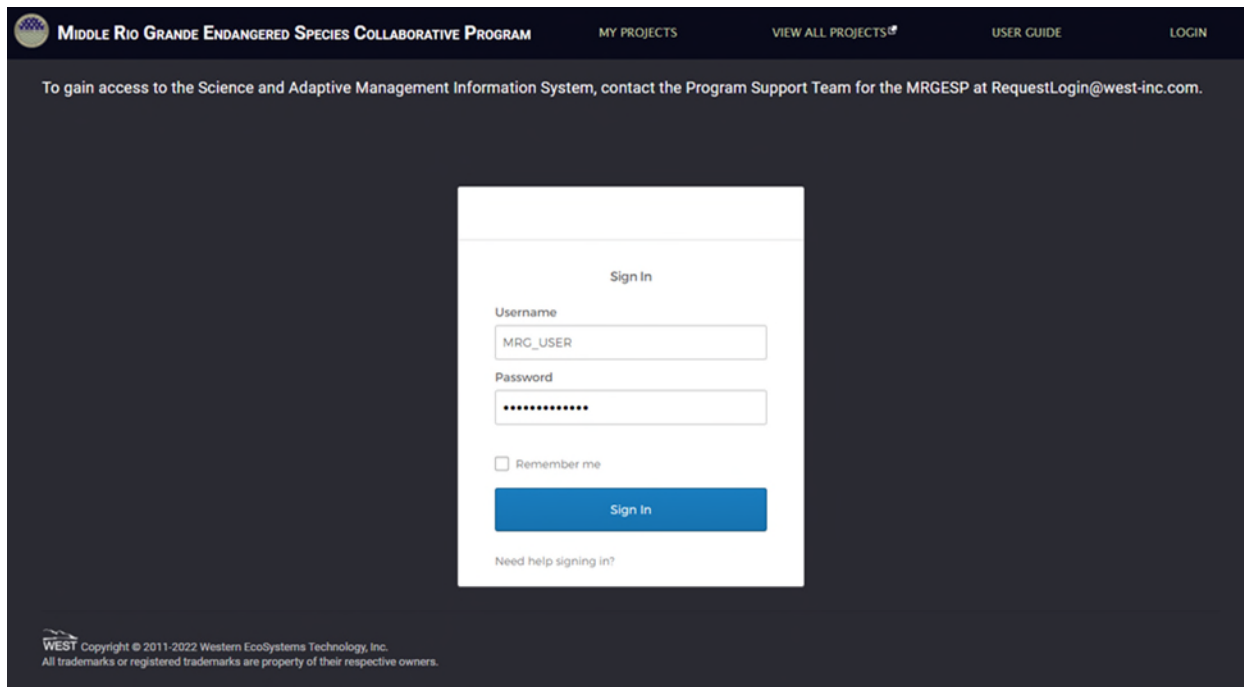 MIDDLE RIO GRANDE ENDANGERED SPECIES COLLABORATIVE PROGRAM MY PROJECTS VIEW ALL PROJECTS USER GUIDE LOGIN
To gain access to the Science and Adaptive Management Information System, contact the Program Support Team for the MRGESP at RequestLogin@west-inc.com.
Sign In
Username
MRG_USER
Password
•••••••••••••
Remember me
Sign In
Need help signing in?
WEST Copyright © 2011-2022 Western EcoSystems Technology, Inc.
All trademarks or registered trademarks are property of their respective owners.